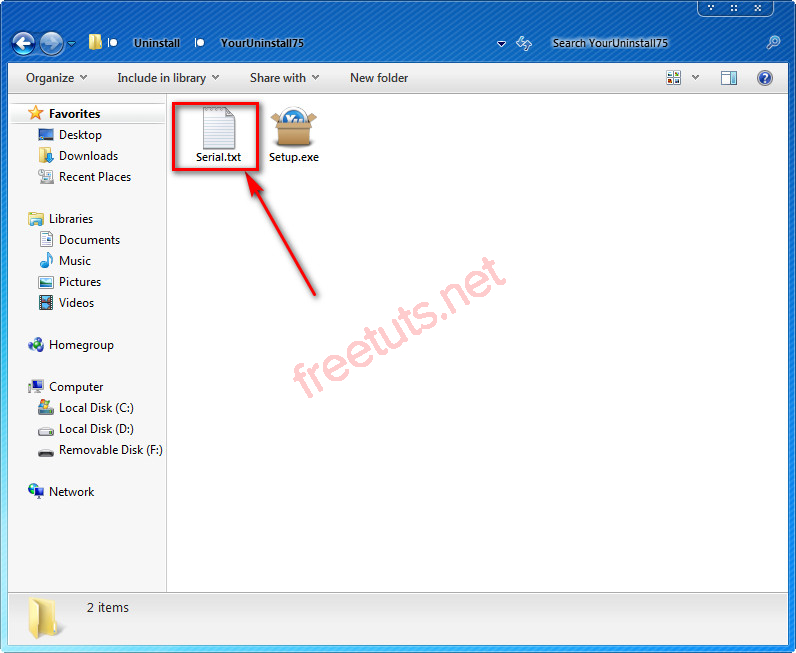 Uninstall YourUninstall75 Search YourUninstall75
Organize Include in library Share with New folder
Favorites
Desktop
Downloads
Recent Places
Libraries
Documents
Music
Pictures
Videos
Homegroup
Computer
Local Disk (C:)
Local Disk (D:)
Removable Disk (F:)
Network
Serial.txt Setup.exe
freetuts.net
2 items